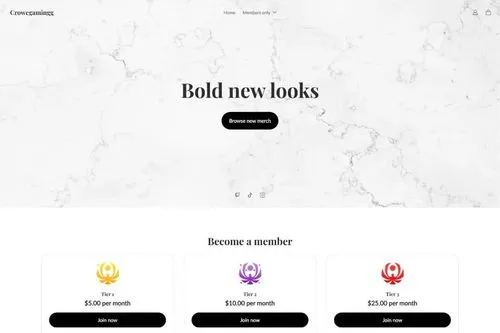 Crowegamingg
Home
Members only
Bold new looks
Browse new merch
Become a member
Tier 1
$5.00 per month
Join now
Tier 2
$10.00 per month
Join now
Tier 3
$25.00 per month
Join now